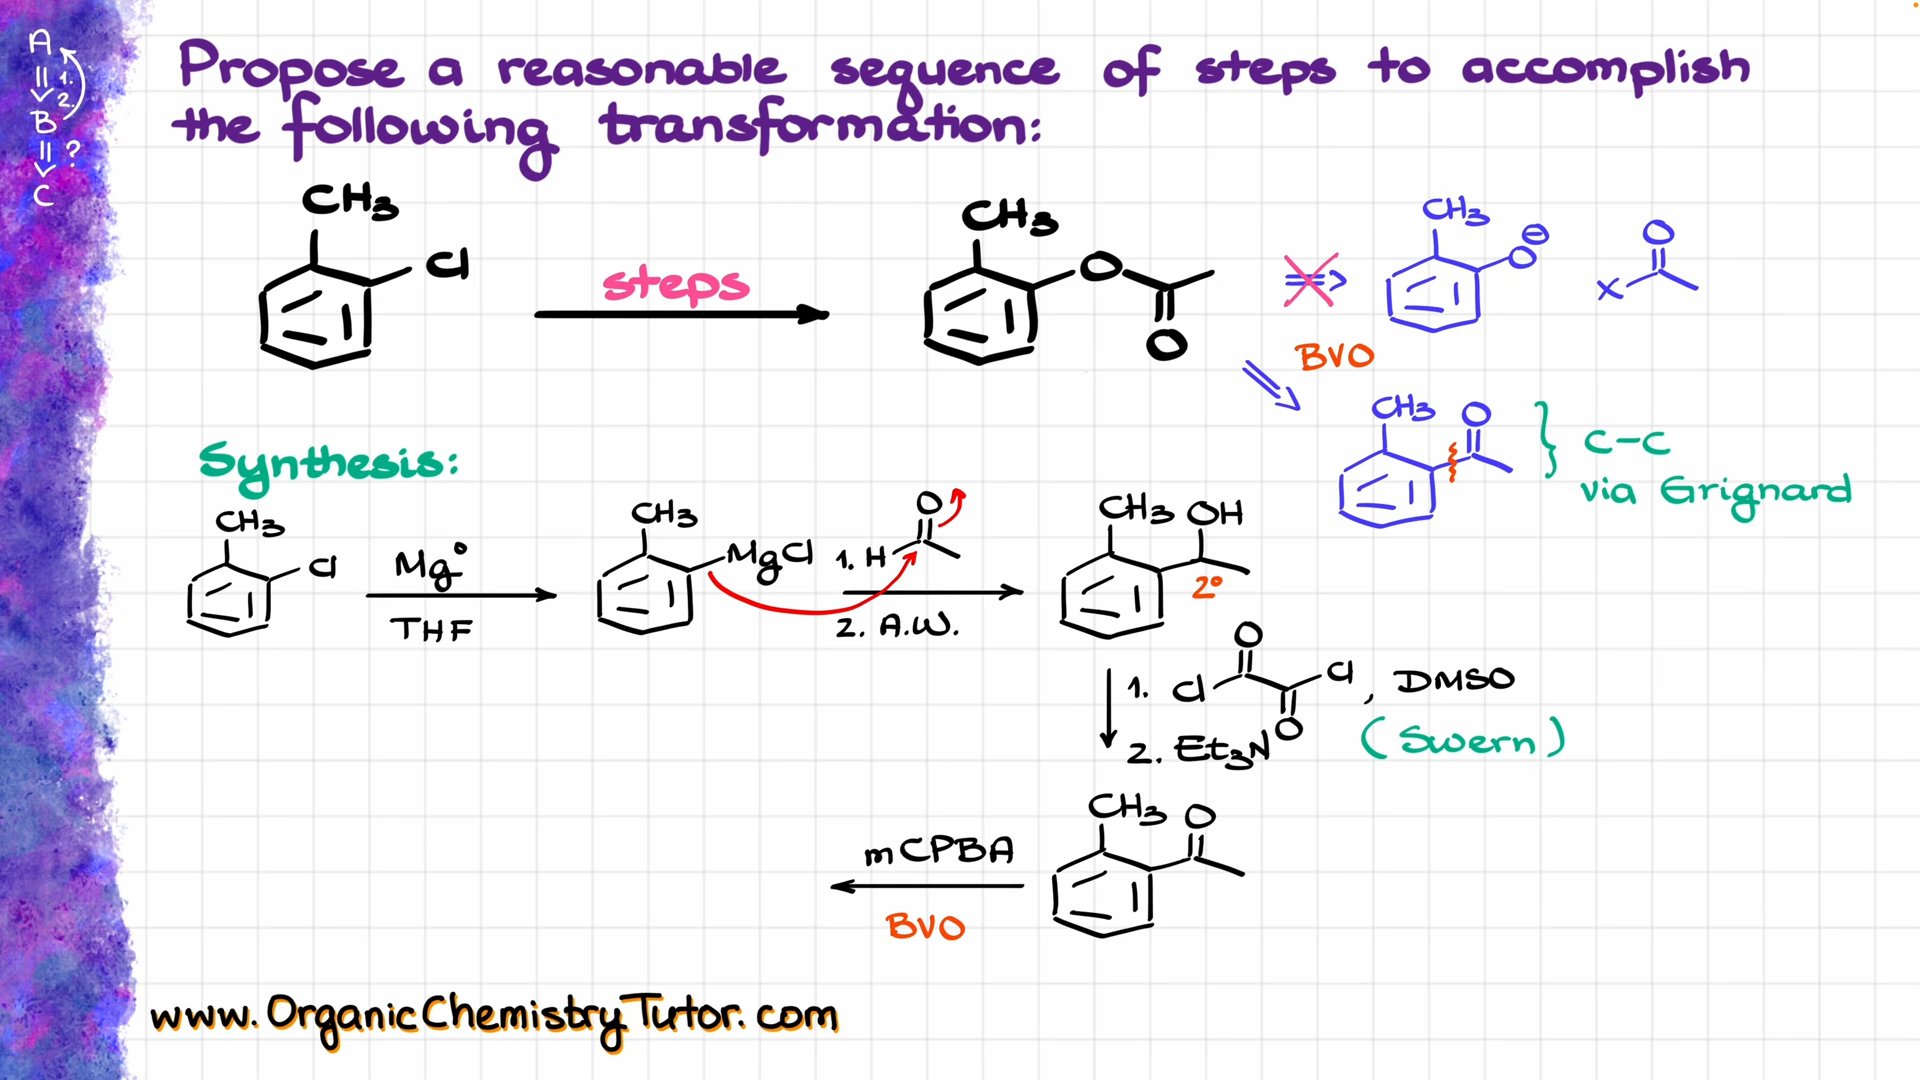 Propose a reasonable sequence of steps to accomplish
the following transformation:
A
1.
2.
B
?
C
CH3
Cl
steps
CH3
O
O
CH3
O⊖
X
O
BVO
CH3
O
} C-C
via Grignard
Synthesis:
CH3
Cl
Mg°
THF
CH3
MgCl
1. H
O
2. A.W.
CH3
OH
2°
1. Cl
O
O
Cl, DMSO
2. Et3N
(Swern)
CH3
O
mCPBA
BVO
www.OrganicChemistryTutor.com